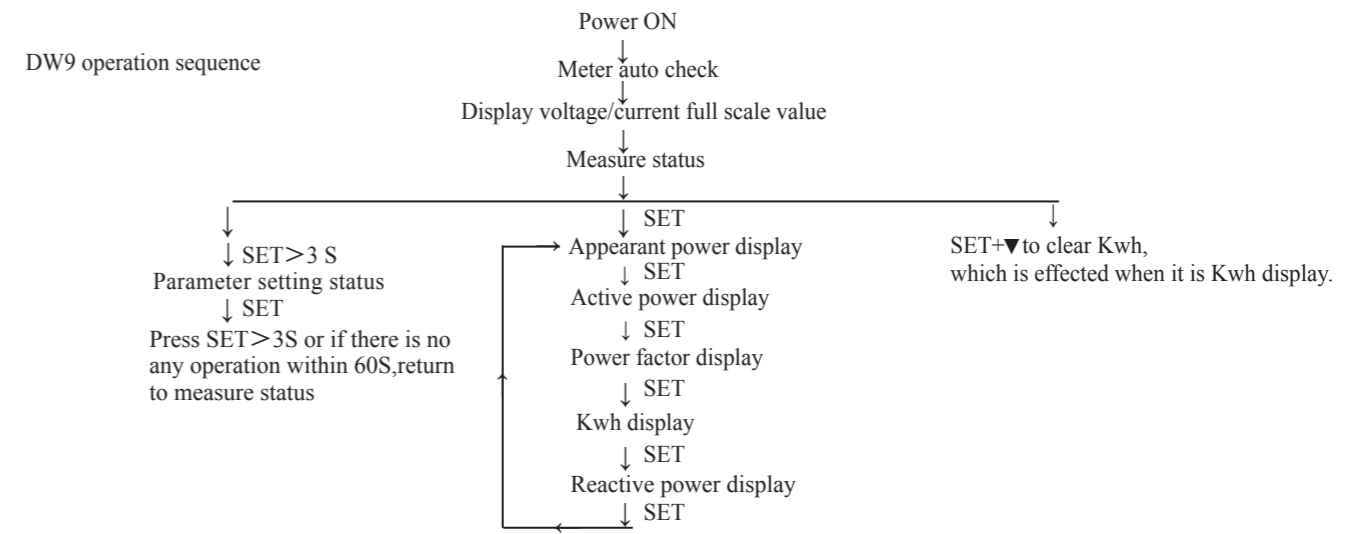 Power ON
DW9 operation sequence
Meter auto check
Display voltage/current full scale value
Measure status
SET
SET>3 S
Parameter setting status
SET
Press SET>3S or if there is no
any operation within 60S,return
to measure status
Appearant power display
SET
Active power display
SET
Power factor display
SET
Kwh display
SET
Reactive power display
SET
SET+▼to clear Kwh,
which is effected when it is Kwh display.